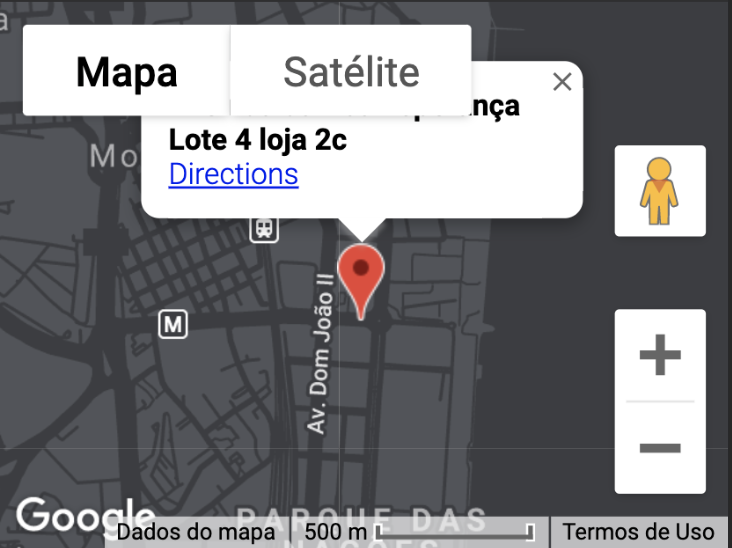 a
Mapa
Satélite
nça
Lote 4 loja 2c
Directions
Mo
M
Av. Dom João II
Google
PARQUE DAS
NAÇÕES
Dados do mapa
500 m
Termos de Uso